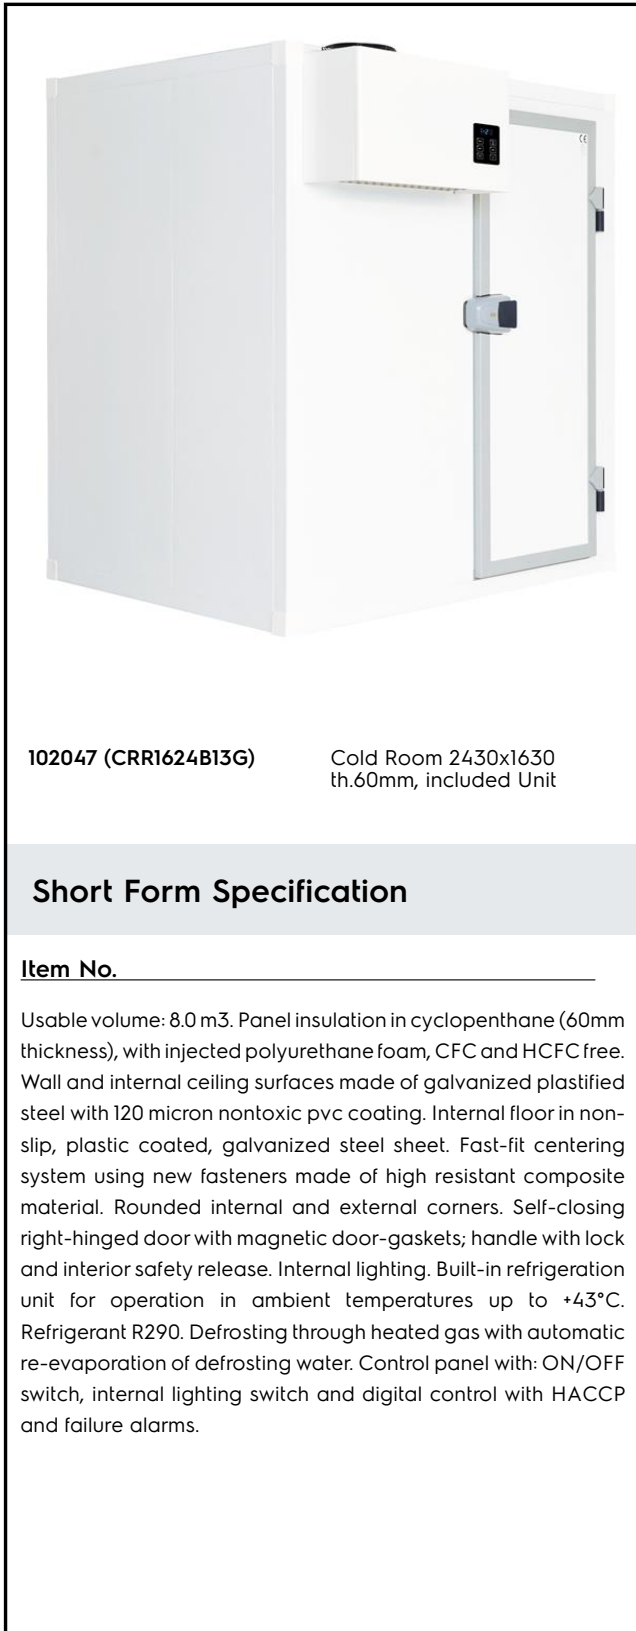 CE
102047 (CRR1624B13G)
Cold Room 2430x1630
th.60mm, included Unit
Short Form Specification
Item No.
Usable volume: 8.0 m3. Panel insulation in cyclopenthane (60mm
thickness), with injected polyurethane foam, CFC and HCFC free.
Wall and internal ceiling surfaces made of galvanized plastified
steel with 120 micron nontoxic pvc coating. Internal floor in non-
slip, plastic coated, galvanized steel sheet. Fast-fit centering
system using new fasteners made of high resistant composite
material. Rounded internal and external corners. Self-closing
right-hinged door with magnetic door-gaskets; handle with lock
and interior safety release. Internal lighting. Built-in refrigeration
unit for operation in ambient temperatures up to +43°C.
Refrigerant R290. Defrosting through heated gas with automatic
re-evaporation of defrosting water. Control panel with: ON/OFF
switch, internal lighting switch and digital control with HACCP
and failure alarms.